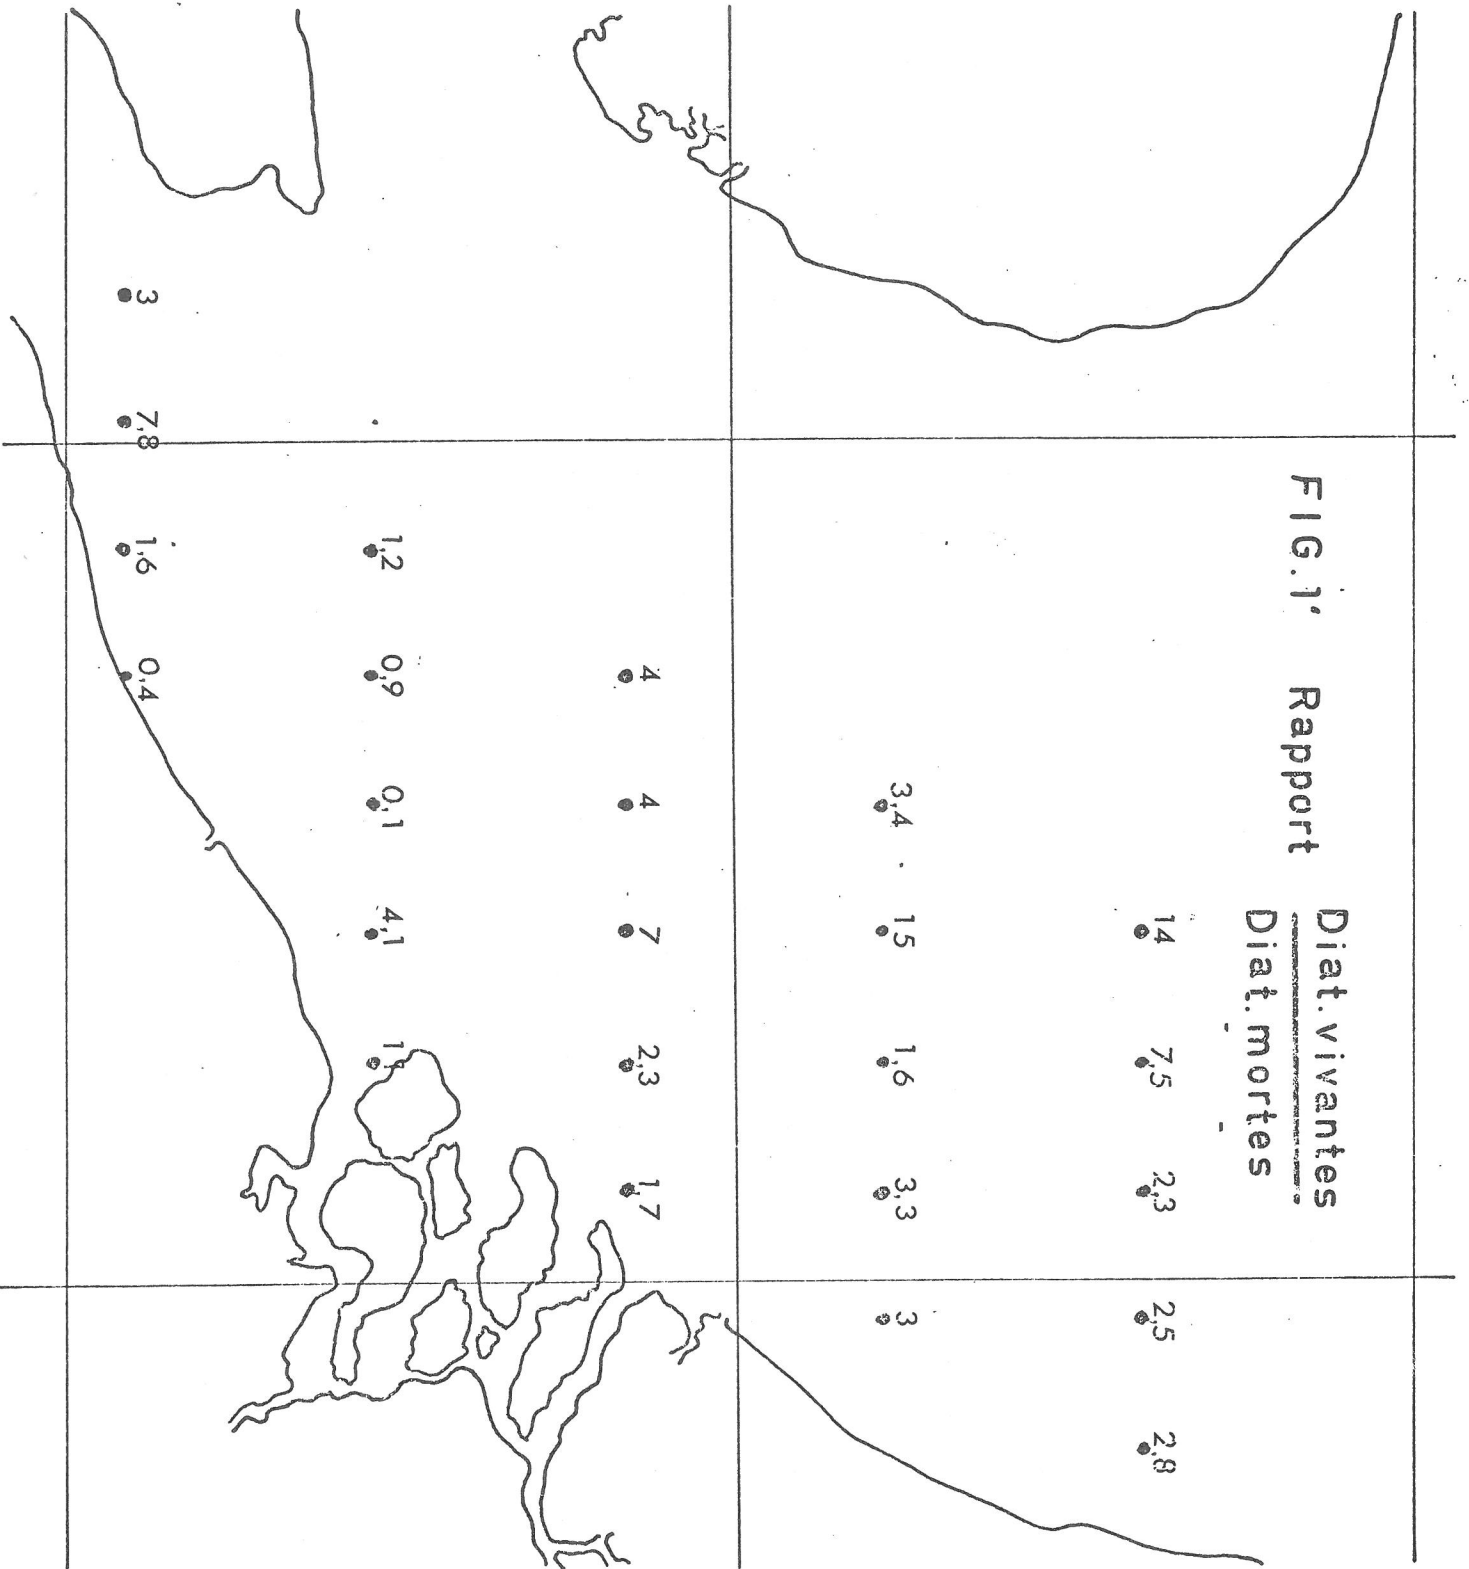 Diat.vivantes
FIG.1' Rapport
Diat.mortes
14 7,5 2,3 2,5 2,8
3,4 15 1,6 3,3 3
4 4 7 2,3 1,7
1,2 0,9 0,1 4,1
3 7,8 1,6 0,4